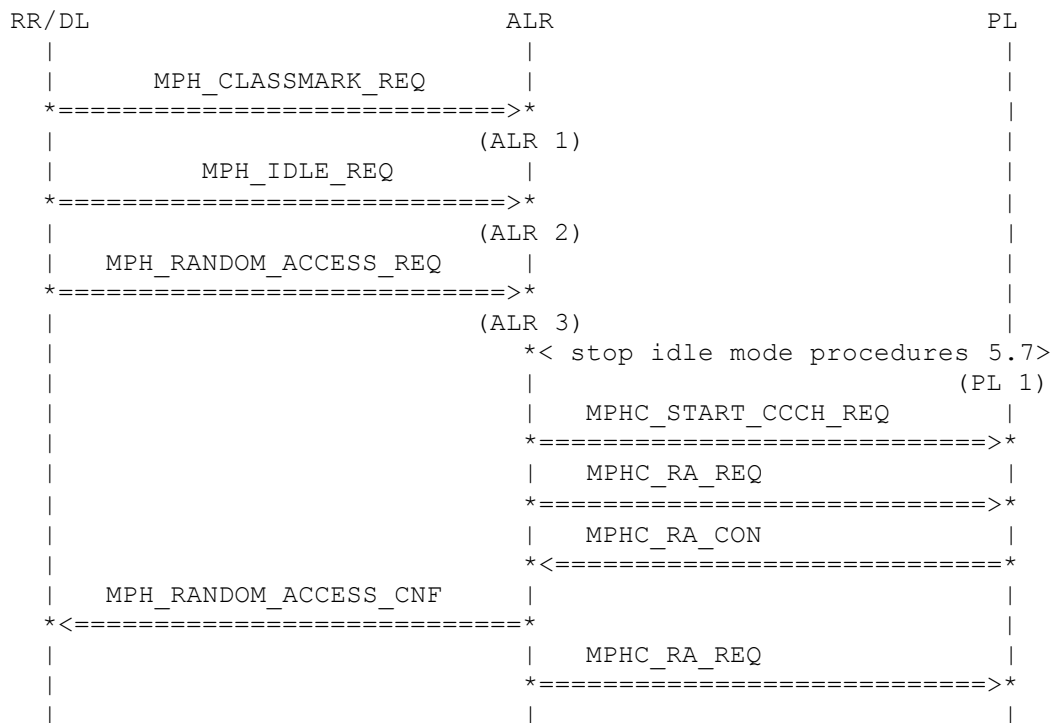 RR/DL ALR PL
MPH_CLASSMARK_REQ
(ALR 1)
MPH_IDLE_REQ
(ALR 2)
MPH_RANDOM_ACCESS_REQ
(ALR 3)
*< stop idle mode procedures 5.7>
(PL 1)
MPHC_START_CCCH_REQ
MPHC_RA_REQ
MPHC_RA_CON
MPH_RANDOM_ACCESS_CNF
MPHC_RA_REQ